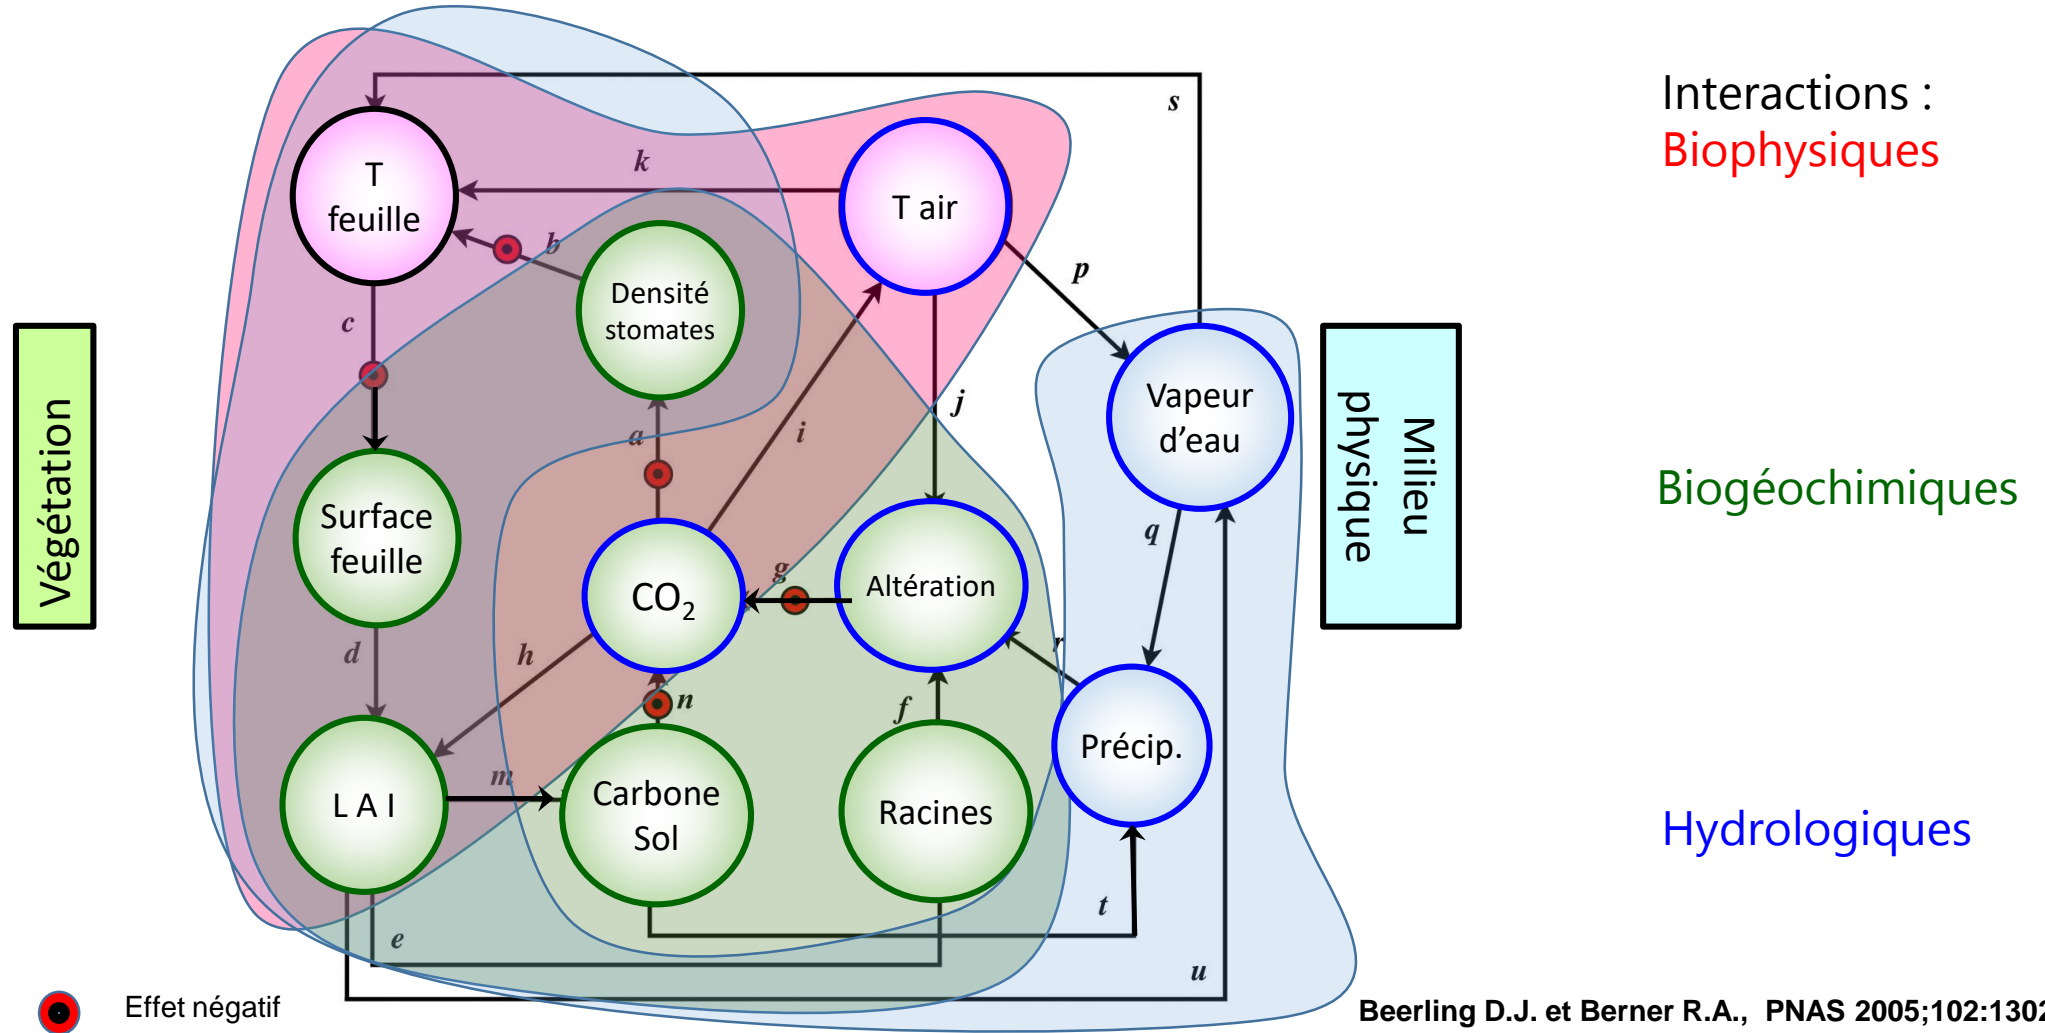 Interactions :
Biophysiques
s
k
T
feuille
T air
b
p
Densité
stomates
c
Végétation
Vapeur
d'eau
Milieu
physique
j
a
i
Surface
feuille
Biogéochimiques
q
g
Altération
CO₂
r
d
h
n
f
Précip.
m
L A I
Carbone
Sol
Racines
Hydrologiques
t
e
u
Effet négatif
Beerling D.J. et Berner R.A., PNAS 2005;102:1302